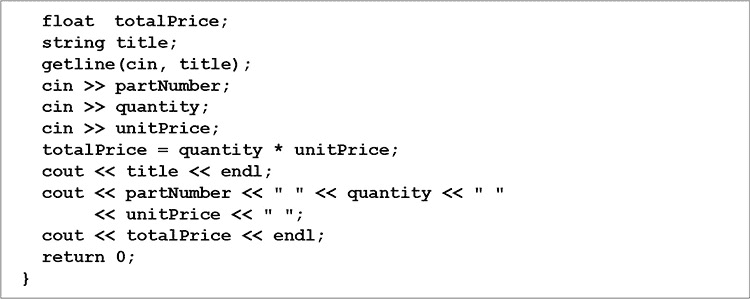 float  totalPrice;
string title;
getline(cin, title);
cin >> partNumber;
cin >> quantity;
cin >> unitPrice;
totalPrice = quantity * unitPrice;
cout << title << endl;
cout << partNumber << " " << quantity << " "
     << unitPrice << " ";
cout << totalPrice << endl;
return 0;
}